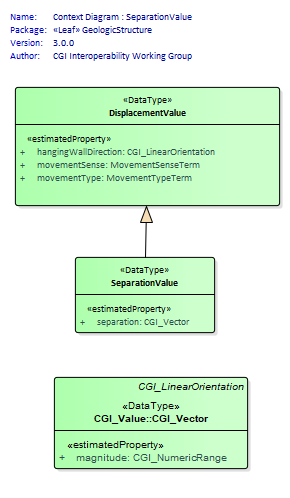 Name: Context Diagram : SeparationValue
Package: «Leaf» GeologicStructure
Version: 3.0.0
Author: CGI Interoperability Working Group
«DataType»
DisplacementValue
«estimatedProperty»
+ hangingWallDirection: CGI_LinearOrientation
+ movementSense: MovementSenseTerm
+ movementType: MovementTypeTerm
«DataType»
SeparationValue
«estimatedProperty»
+ separation: CGI_Vector
CGI_LinearOrientation
«DataType»
CGI_Value::CGI_Vector
«estimatedProperty»
+ magnitude: CGI_NumericRange